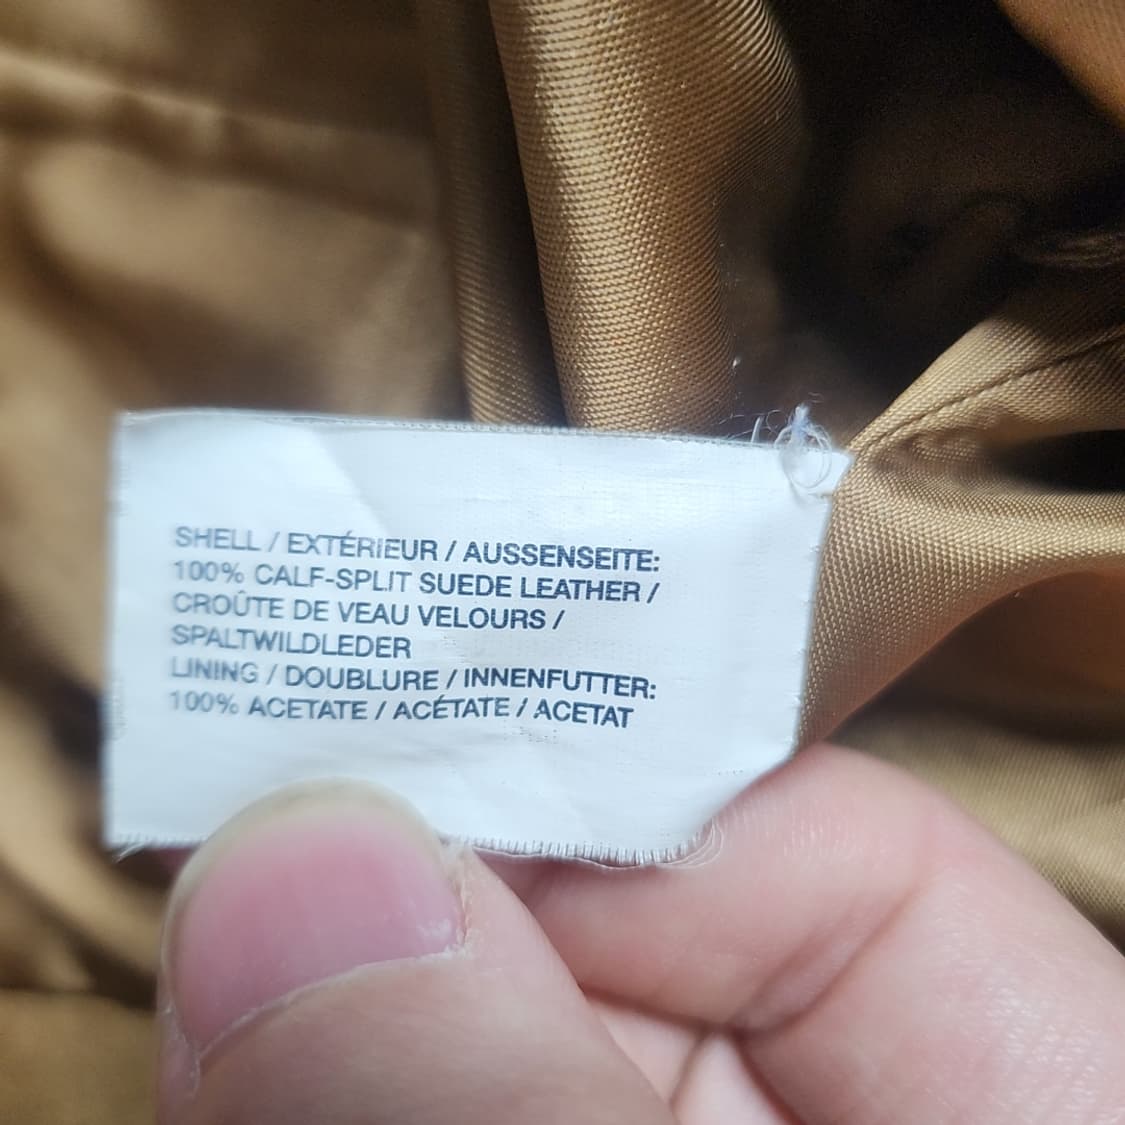 SHELL / EXTÉRIEUR / AUSSENSEITE:
100% CALF-SPLIT SUEDE LEATHER /
CROÛTE DE VEAU VELOURS /
SPALTWILDLEDER
LINING / DOUBLURE / INNENFUTTER:
100% ACETATE / ACÉTATE / ACETAT